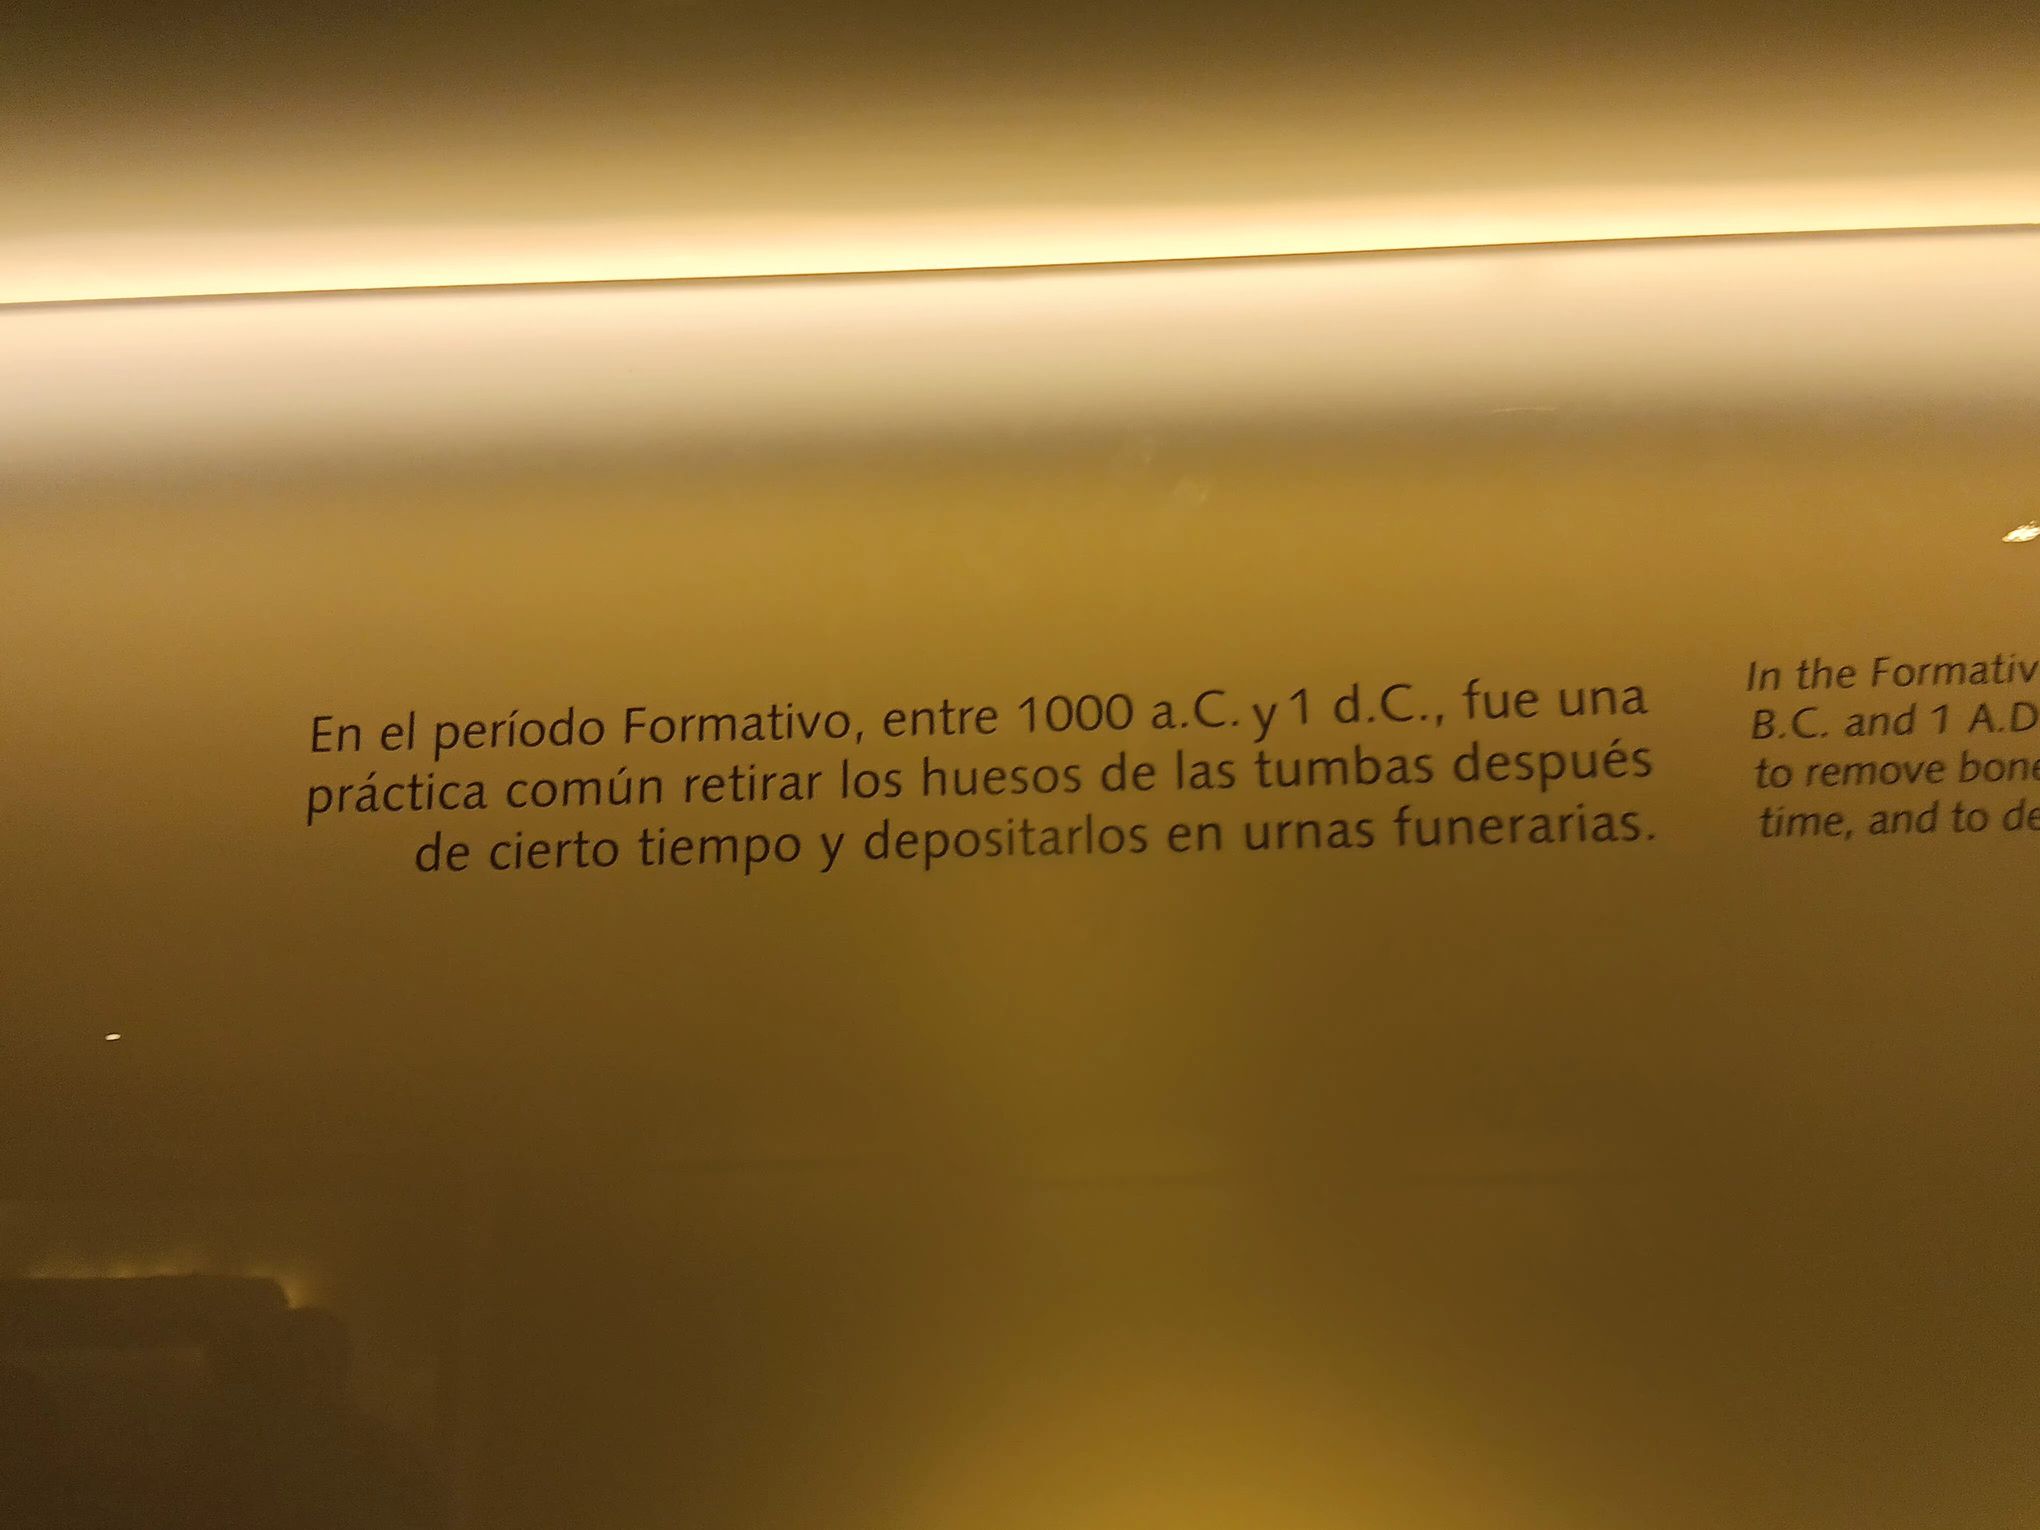 En el período Formativo, entre 1000 a.C. y 1 d.C., fue una
práctica común retirar los huesos de las tumbas después
de cierto tiempo y depositarlos en urnas funerarias.
In the Formativ
B.C. and 1 A.D
to remove bone
time, and to de